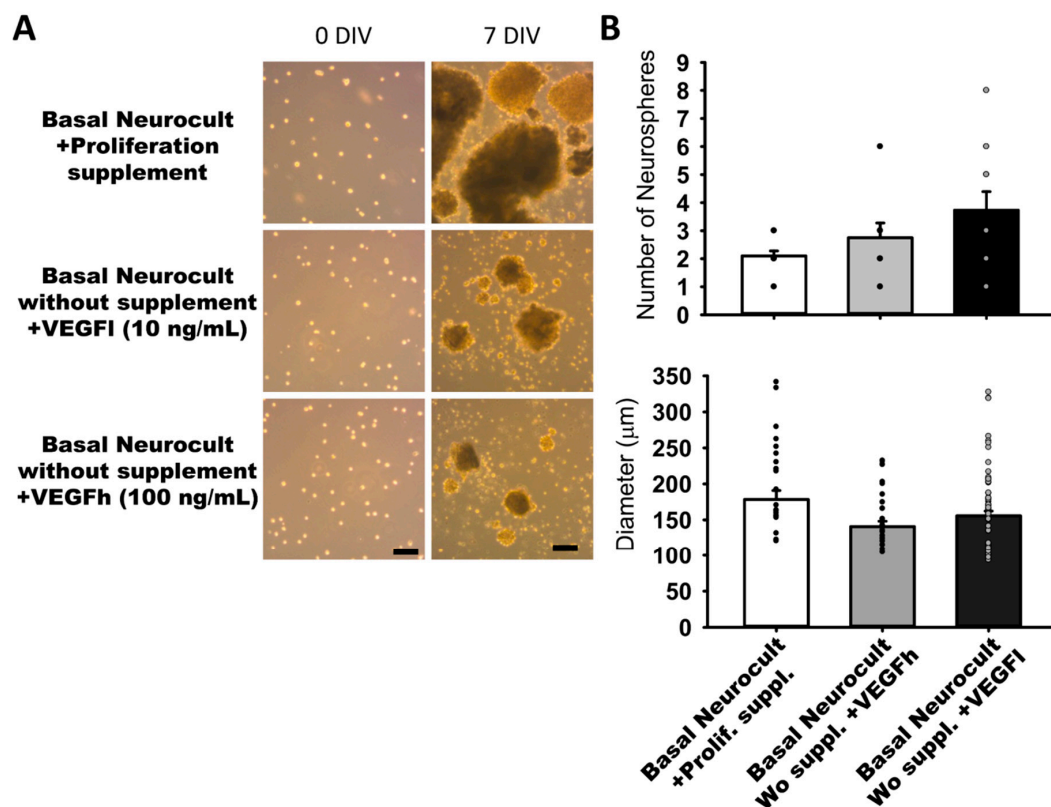 A
0 DIV
7 DIV
Basal Neurocult
+Proliferation
supplement
Basal Neurocult
without supplement
+VEGFl (10 ng/mL)
Basal Neurocult
without supplement
+VEGFh (100 ng/mL)
B
Number of Neurospheres
9
8
7
6
5
4
3
2
1
0
Diameter (μm)
350
300
250
200
150
100
50
0
Basal Neurocult
+Prolif. suppl.
Basal Neurocult
Wo suppl. +VEGFh
Basal Neurocult
Wo suppl. +VEGFl